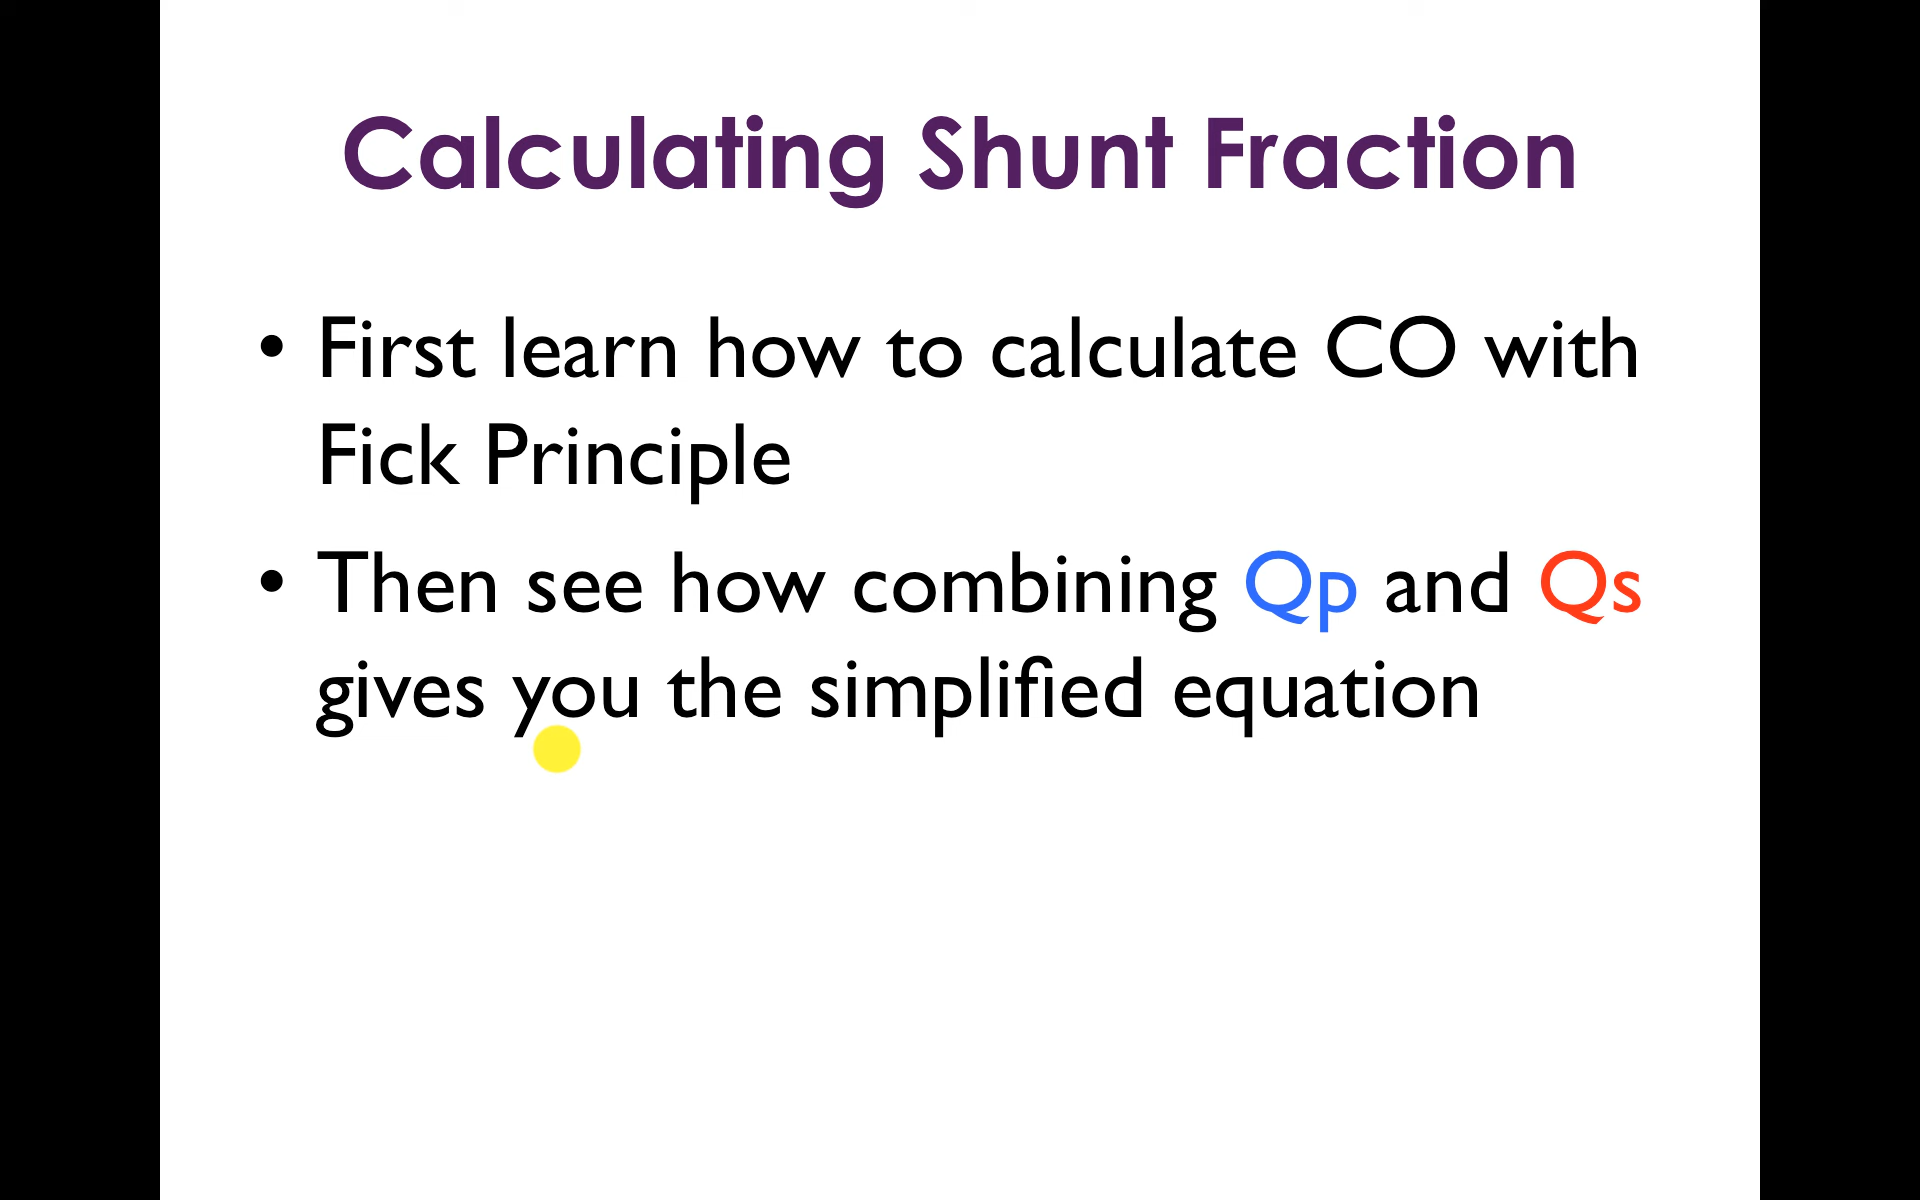 Calculating Shunt Fraction
• First learn how to calculate CO with
Fick Principle
• Then see how combining Qp and Qs
gives you the simplified equation